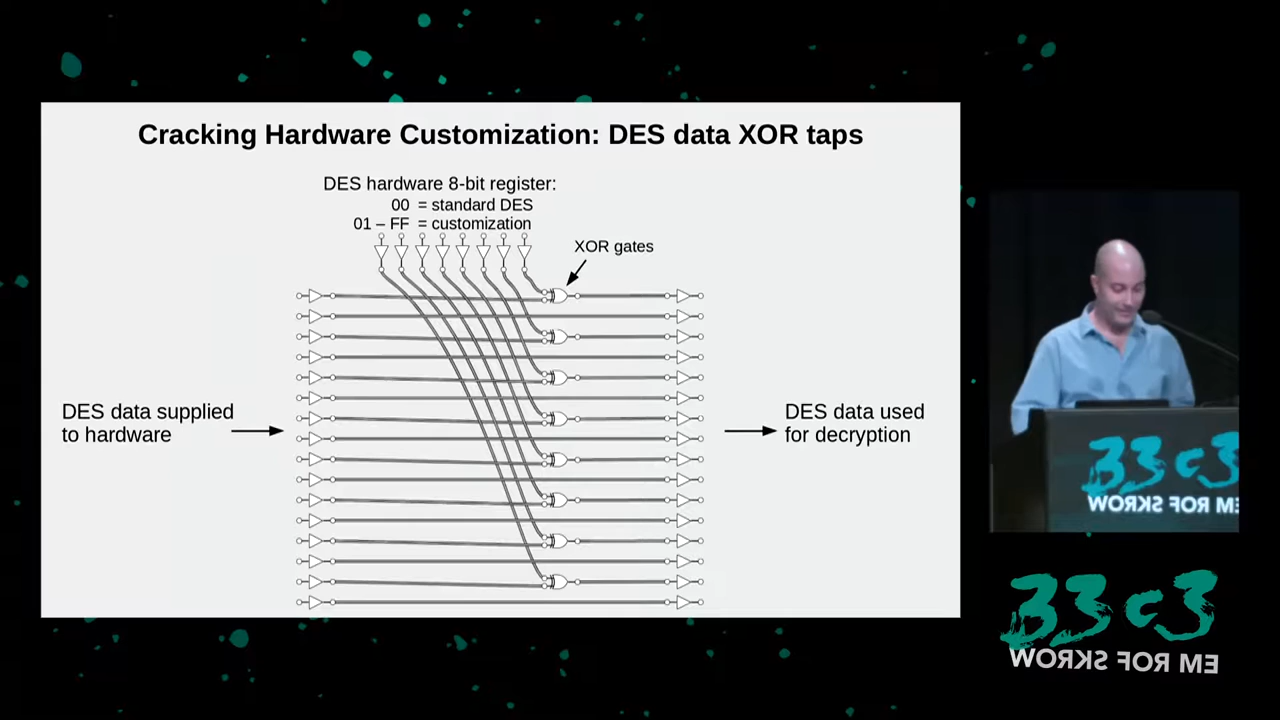 Cracking Hardware Customization: DES data XOR taps
DES hardware 8-bit register:
00 = standard DES
01 – FF = customization
XOR gates
DES data supplied
to hardware
DES data used
for decryption
33c3
WORKS FOR ME
33c3
WORKS FOR ME